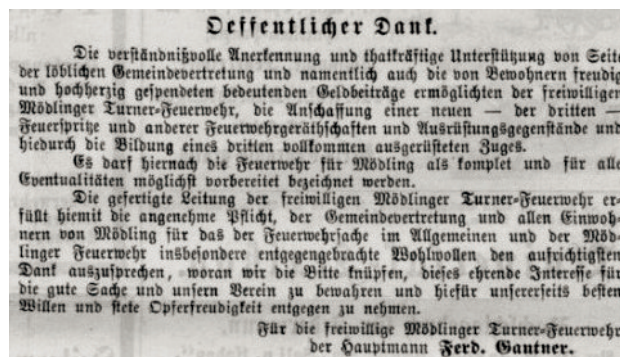 Oeffentlicher Dank.
Die verständnißvolle Anerkennung und thatkräftige Unterstützung von Seite
der löblichen Gemeindevertretung und namentlich auch die von Bewohnern freudig
und hochherzig gespendeten bedeutenden Geldbeiträge ermöglichten der freiwilligen
Mödlinger Turner-Feuerwehr, die Anschaffung einer neuen — der dritten —
Feuerspritze und anderer Feuerwehrgeräthschaften und Ausrüstungsgegenstände und
hiedurch die Bildung eines dritten vollkommen ausgerüsteten Zuges.
Es darf hiernach die Feuerwehr für Mödling als komplet und für alle
Eventualitäten möglichst vorbereitet bezeichnet werden.
Die gefertigte Leitung der freiwilligen Mödlinger Turner-Feuerwehr er-
füllt hiemit die angenehme Pflicht, der Gemeindevertretung und allen Einwoh-
nern von Mödling für das der Feuerwehrsache im Allgemeinen und der Möd-
linger Feuerwehr insbesondere entgegengebrachte Wohlwollen den aufrichtigsten
Dank auszusprechen, woran wir die Bitte knüpfen, dieses ehrende Interesse für
die gute Sache und unsern Verein zu bewahren und hiefür unsererseits besten
Willen und stete Opferfreudigkeit entgegen zu nehmen.
Für die freiwillige Mödlinger Turner-Feuerwehr
der Hauptmann Ferd. Gantner.